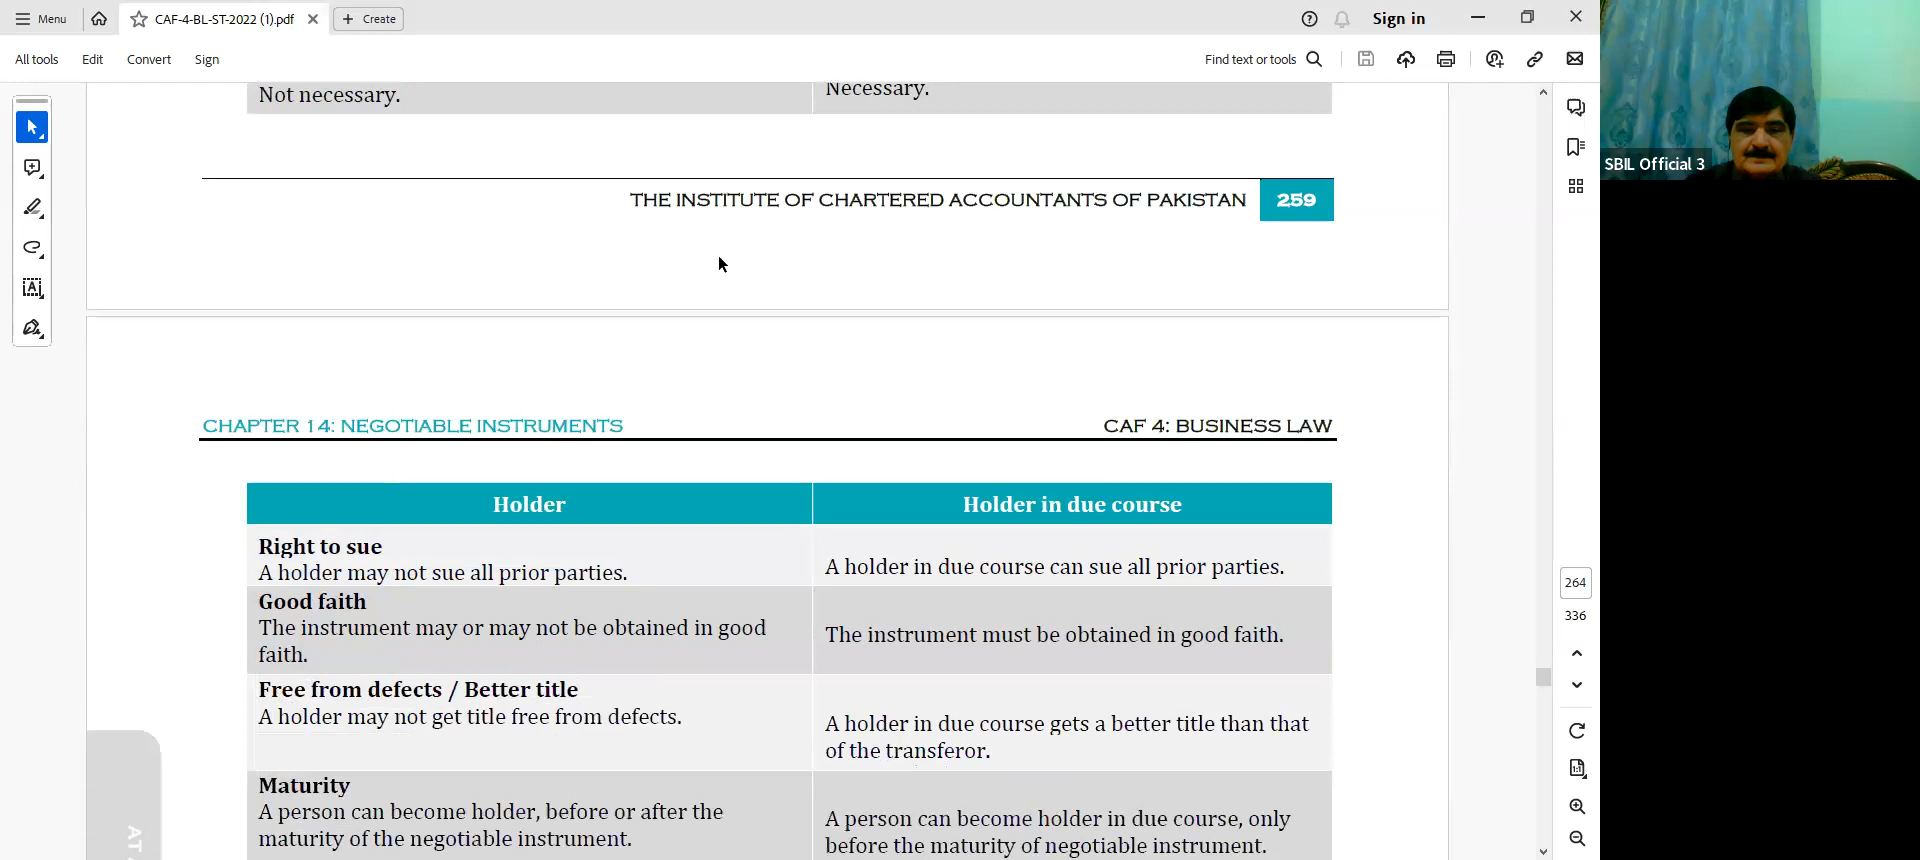 Menu
CAF-4-BL-ST-2022 (1).pdf
Create
Sign in
All tools
Edit
Convert
Sign
Find text or tools
Not necessary.
Necessary.
THE INSTITUTE OF CHARTERED ACCOUNTANTS OF PAKISTAN 259
CHAPTER 14: NEGOTIABLE INSTRUMENTS
CAF 4: BUSINESS LAW
Holder
Holder in due course
Right to sue
A holder may not sue all prior parties.
A holder in due course can sue all prior parties.
Good faith
The instrument may or may not be obtained in good
faith.
The instrument must be obtained in good faith.
Free from defects / Better title
A holder may not get title free from defects.
A holder in due course gets a better title than that
of the transferor.
Maturity
A person can become holder, before or after the
maturity of the negotiable instrument.
A person can become holder in due course, only
before the maturity of negotiable instrument.
AT
264
336
1:1
SBIL Official 3